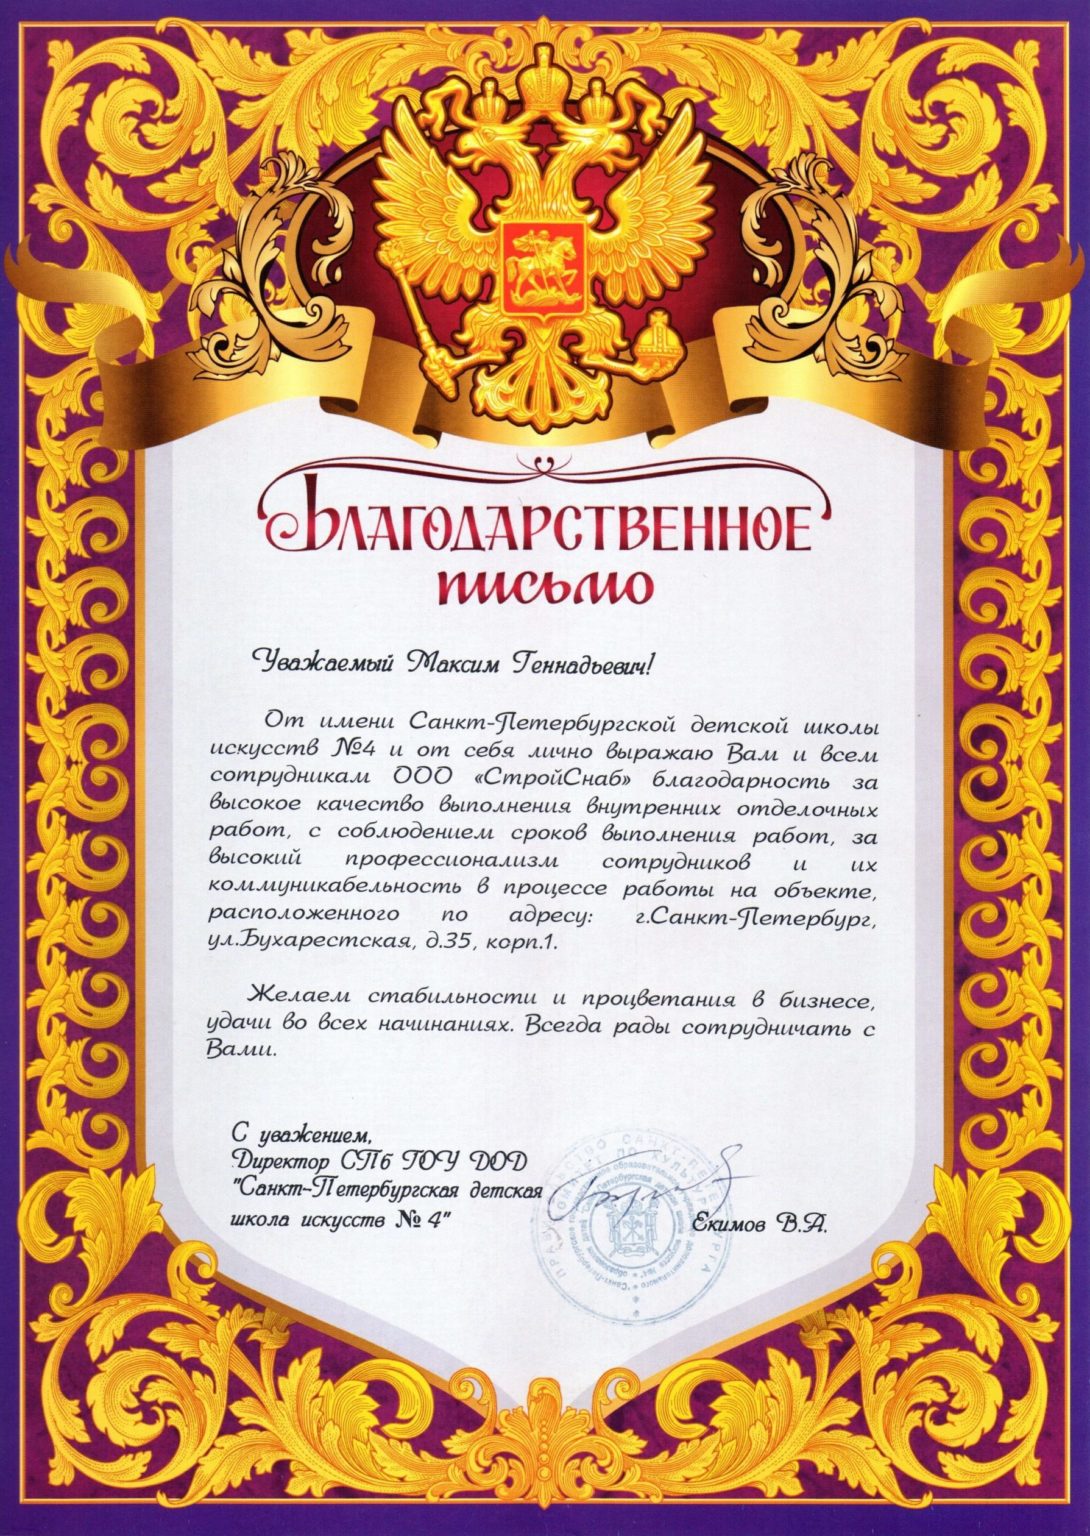 Благодарственное
письмо
Уважаемый Максим Геннадьевич!
От имени Санкт-Петербургской детской школы
искусств №4 и от себя лично выражаю Вам и всем
сотрудникам ООО «СтройСнаб» благодарность за
высокое качество выполнения внутренних отделочных
работ, с соблюдением сроков выполнения работ, за
высокий профессионализм сотрудников и их
коммуникабельность в процессе работы на объекте,
расположенного по адресу: г.Санкт-Петербург,
ул.Бухарестская, д.35, корп.1.
Желаем стабильности и процветания в бизнесе,
удачи во всех начинаниях. Всегда рады сотрудничать с
Вами.
С уважением,
Директор СПб ГОУ ДОД
"Санкт-Петербургская детская
школа искусств № 4"
Екимов В.А.